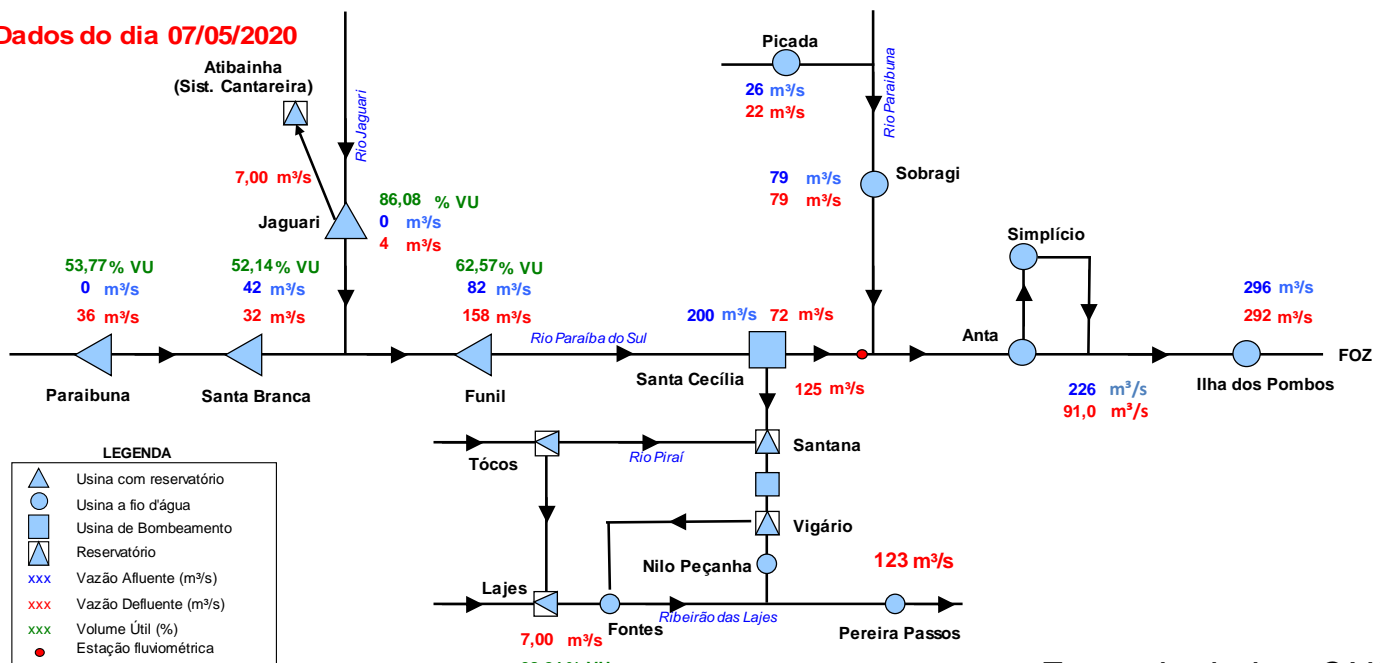 Dados do dia 07/05/2020
Atibainha
(Sist. Cantareira)
Rio Jaguari
7,00 m³/s
Jaguari
86,08 % VU
0 m³/s
4 m³/s
Picada
26 m³/s
22 m³/s
Rio Paraibuna
79 m³/s
79 m³/s
Sobragi
Simplício
53,77% VU
0 m³/s
36 m³/s
Paraibuna
52,14% VU
42 m³/s
32 m³/s
Santa Branca
62,57% VU
82 m³/s
158 m³/s
Funil
Rio Paraíba do Sul
200 m³/s 72 m³/s
Santa Cecília
125 m³/s
Anta
226 m³/s
91,0 m³/s
296 m³/s
292 m³/s
Ilha dos Pombos
FOZ
Tócos
Rio Piraí
Santana
Vigário
Nilo Peçanha
123 m³/s
Lajes
7,00 m³/s
Fontes
Ribeirão das Lajes
Pereira Passos
LEGENDA
Usina com reservatório
Usina a fio d'água
Usina de Bombeamento
Reservatório
xxx Vazão Afluente (m³/s)
xxx Vazão Defluente (m³/s)
xxx Volume Útil (%)
Estação fluviométrica